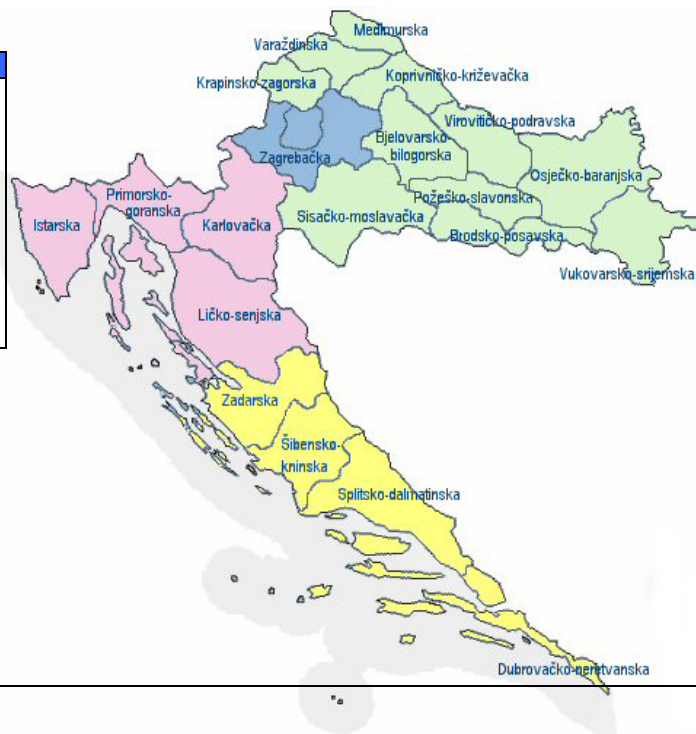 Međimurska
Varaždinska
Krapinsko-zagorska
Koprivničko-križevačka
Virovitičko-podravska
Bjelovarsko-
bilogorska
Zagrebačka
Osječko-baranjska
Primorsko-
goranska
Požeško-slavonska
Istarska
Karlovačka
Sisačko-moslavačka
Brodsko-posavska
Vukovarsko-srijemska
Ličko-senjska
Zadarska
Šibensko-
kninska
Splitsko-dalmatinska
Dubrovačko-neretvanska